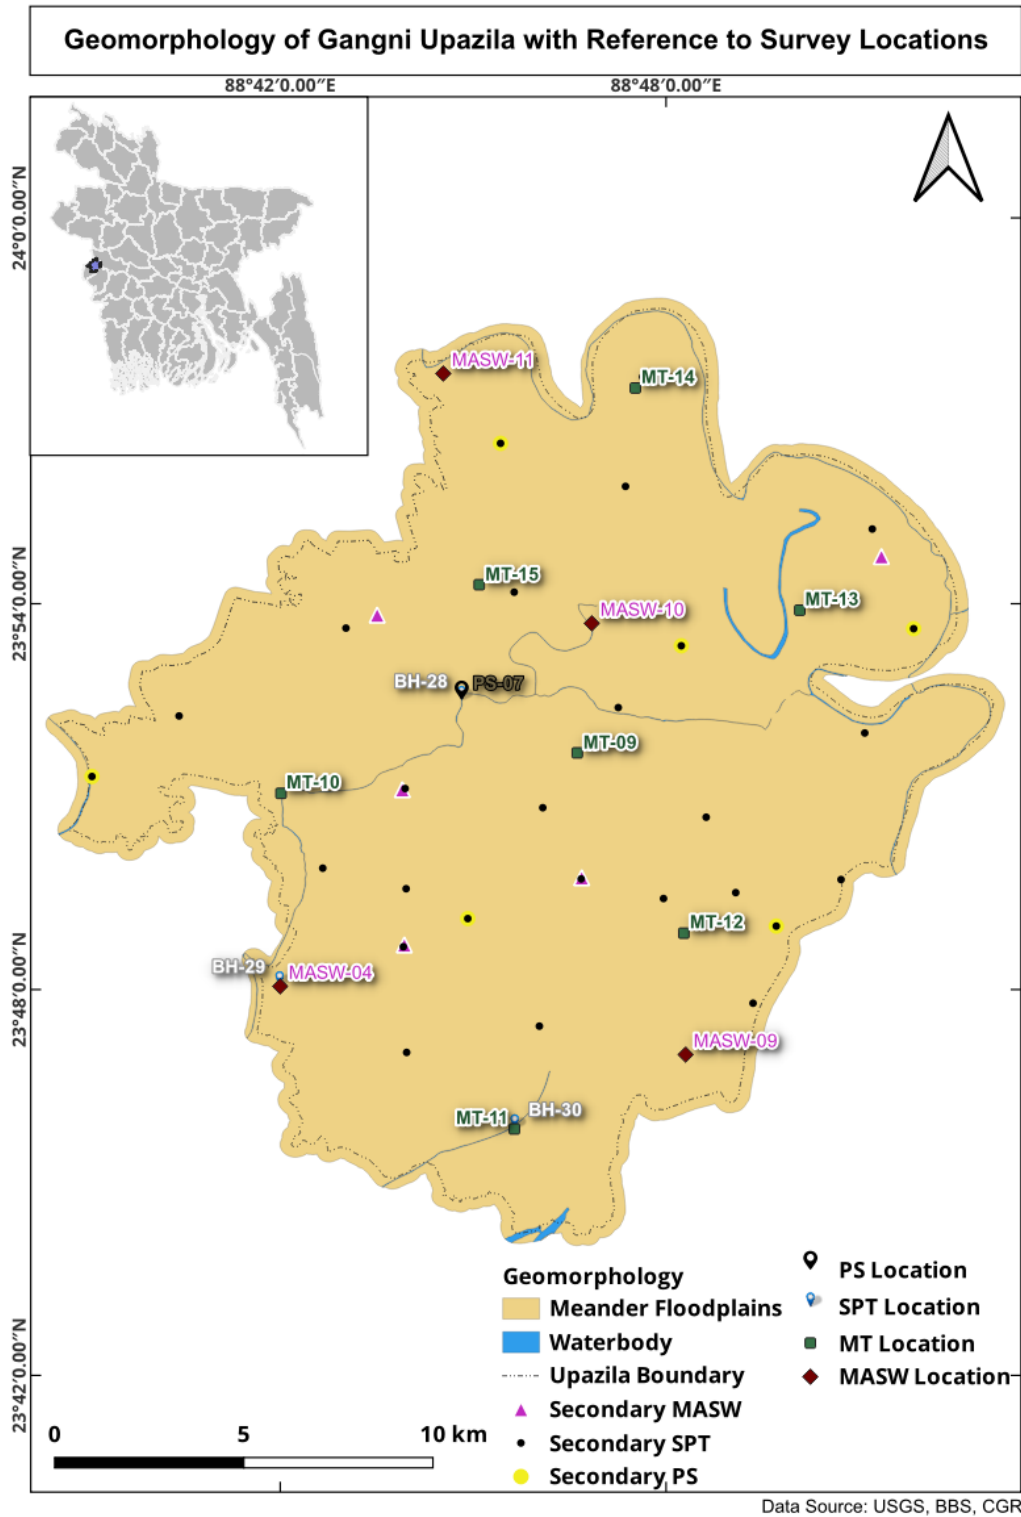 Geomorphology of Gangni Upazila with Reference to Survey Locations
88°42′0.00″E
88°48′0.00″E
24°0′0.00″N
23°54′0.00″N
23°48′0.00″N
23°42′0.00″N
MASW-11
MT-14
MT-15
MT-13
MASW-10
BH-28
PS-07
MT-09
MT-10
MT-12
BH-29
MASW-04
MASW-09
MT-11
BH-30
Geomorphology
Meander Floodplains
Waterbody
Upazila Boundary
Secondary MASW
Secondary SPT
Secondary PS
PS Location
SPT Location
MT Location
MASW Location
0 5 10 km
Data Source: USGS, BBS, CGR